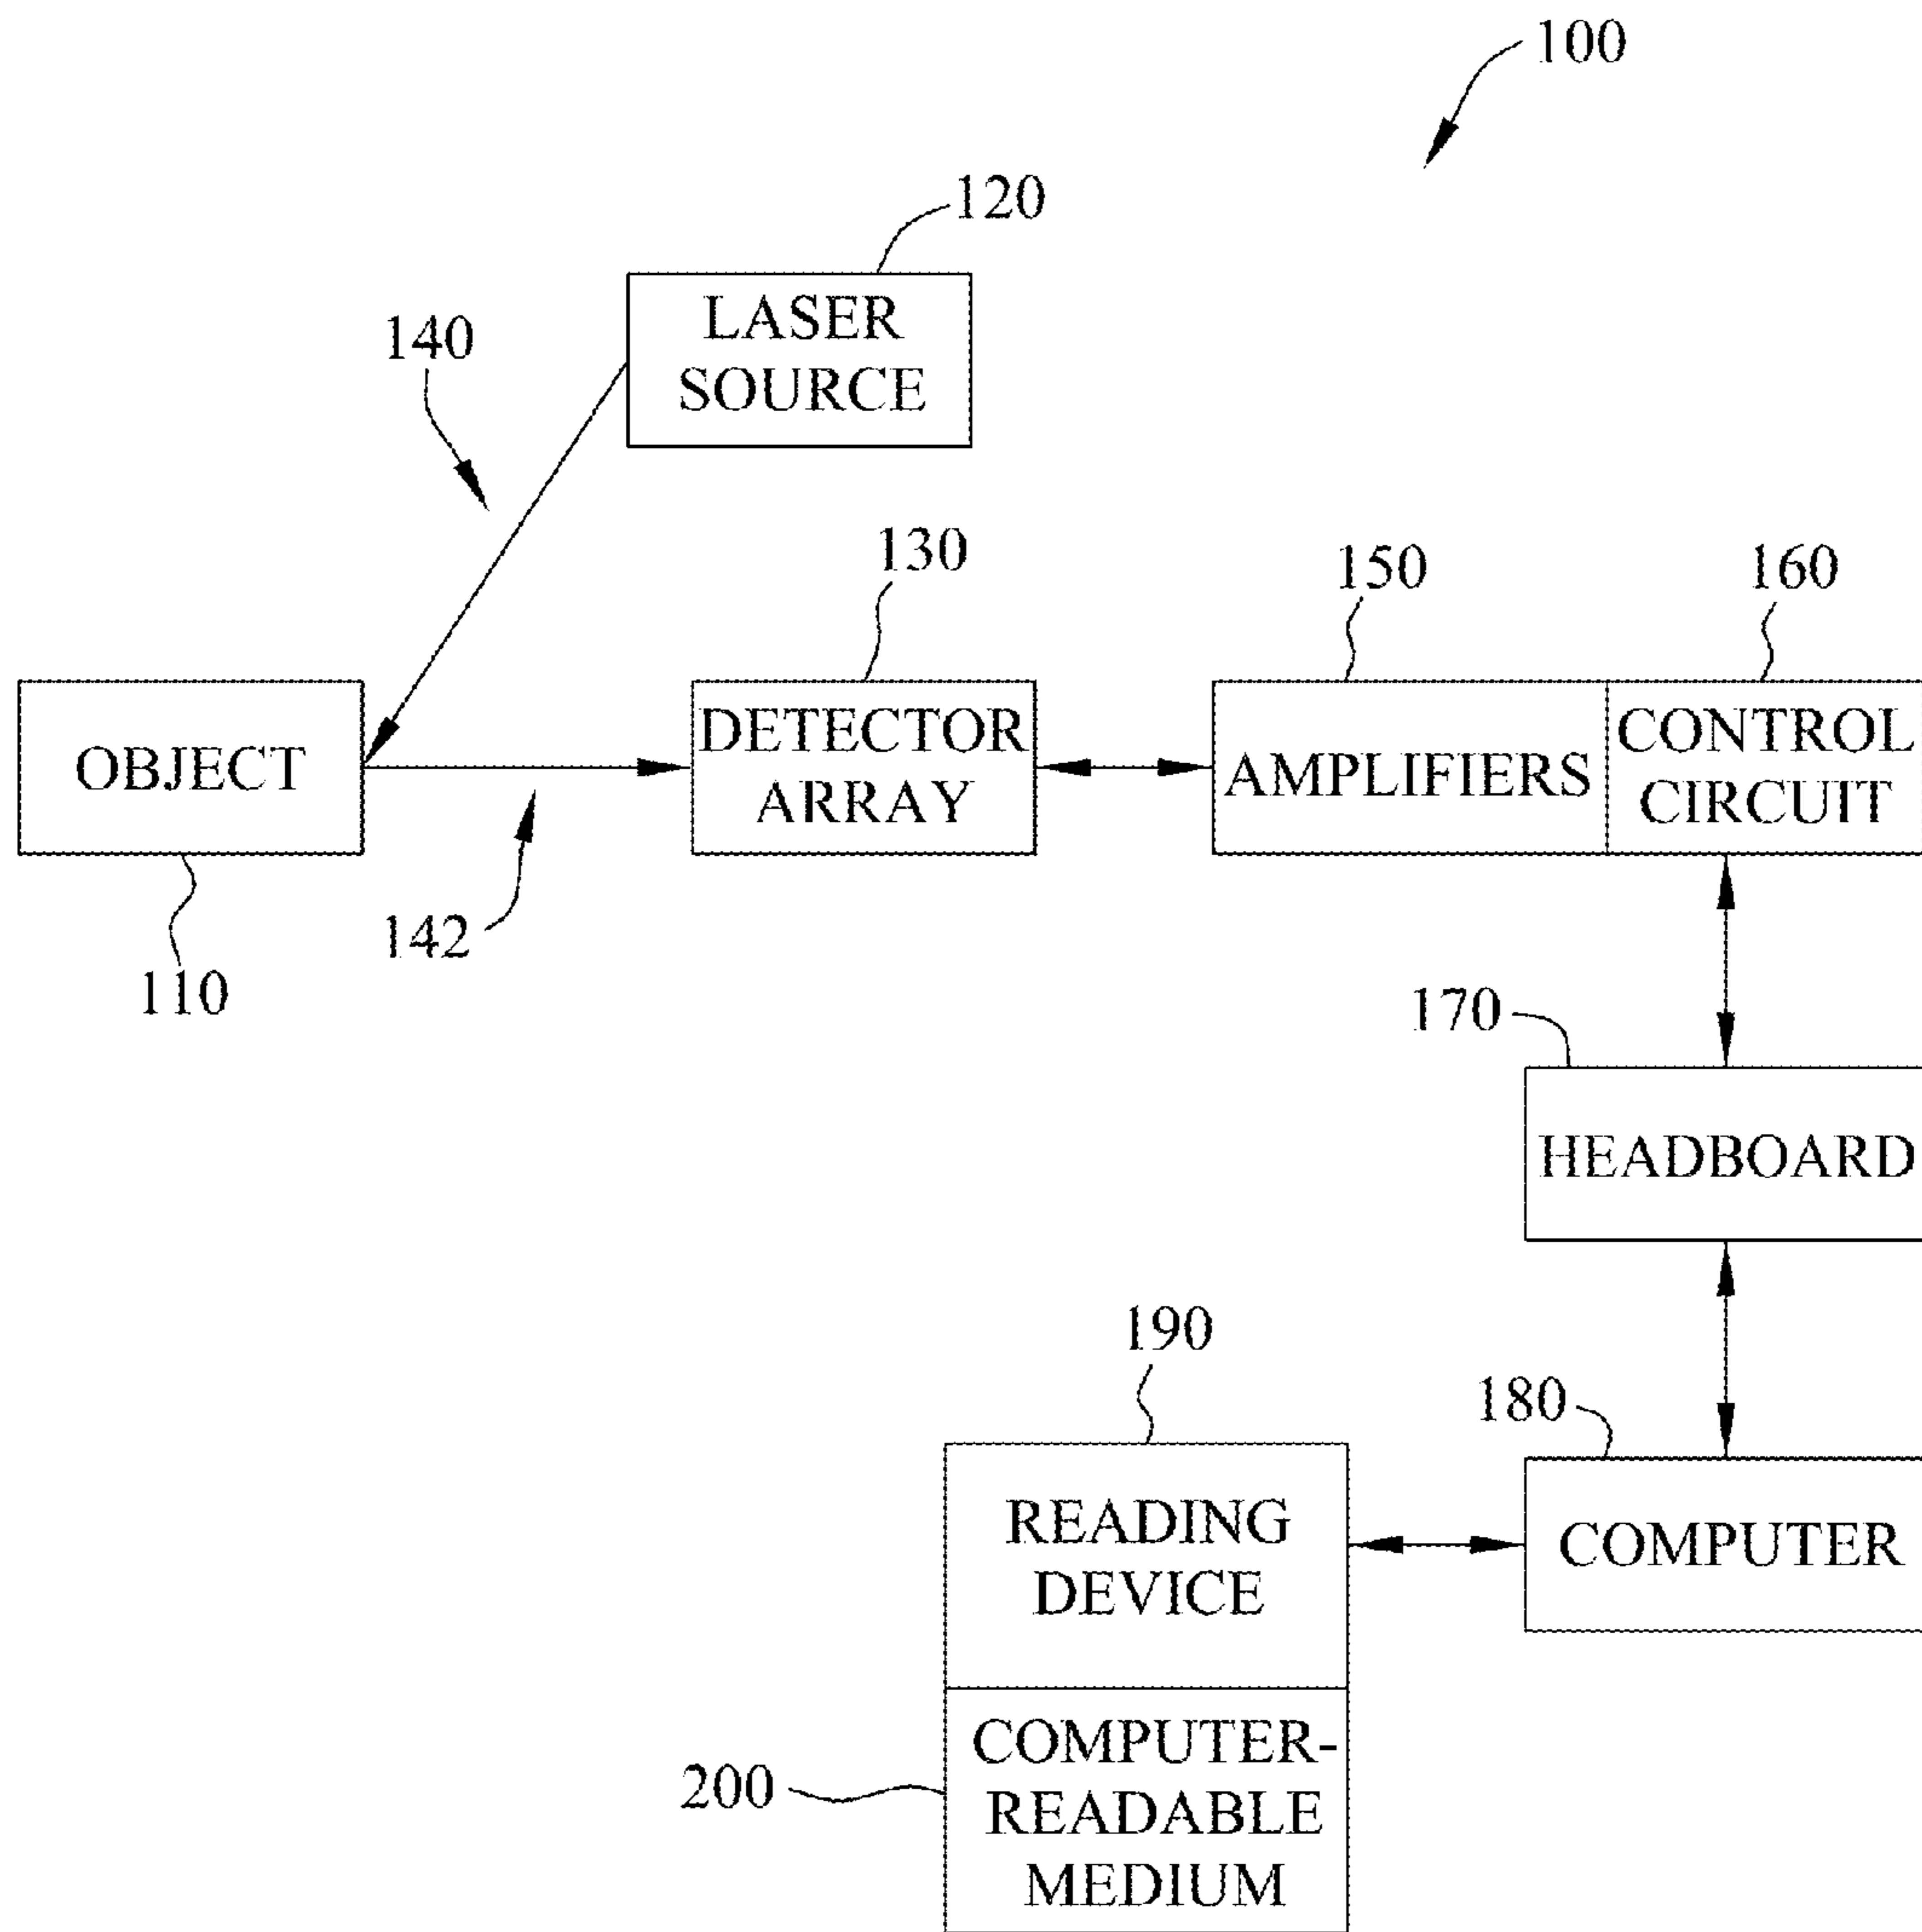 100
120
LASER
SOURCE
140
130
150
160
OBJECT
DETECTOR
ARRAY
AMPLIFIERS
CONTROL
CIRCUIT
142
110
170
HEADBOARD
190
180
READING
DEVICE
COMPUTER
200
COMPUTER-
READABLE
MEDIUM